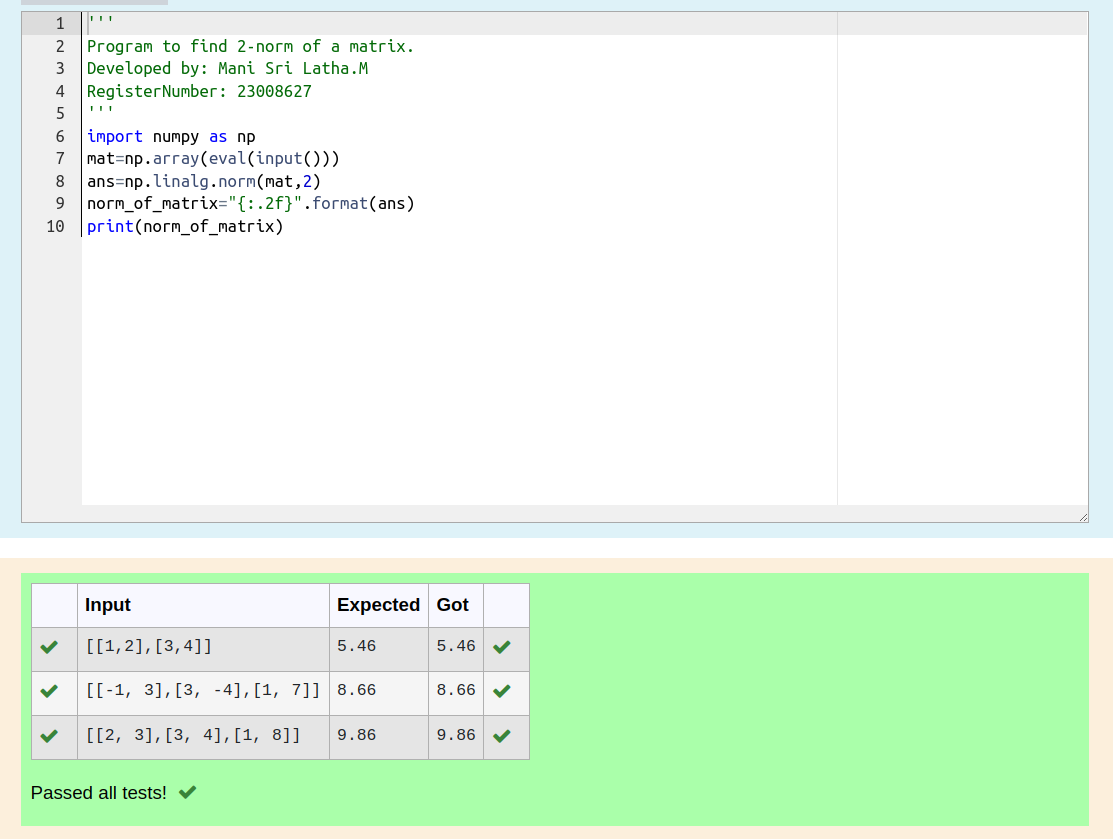 1 '''
2 Program to find 2-norm of a matrix.
3 Developed by: Mani Sri Latha.M
4 RegisterNumber: 23008627
5 '''
6 import numpy as np
7 mat=np.array(eval(input()))
8 ans=np.linalg.norm(mat,2)
9 norm_of_matrix="{:.2f}".format(ans)
10 print(norm_of_matrix)
Input Expected Got
[[1,2],[3,4]] 5.46 5.46
[[-1, 3],[3, -4],[1, 7]] 8.66 8.66
[[2, 3],[3, 4],[1, 8]] 9.86 9.86
Passed all tests!